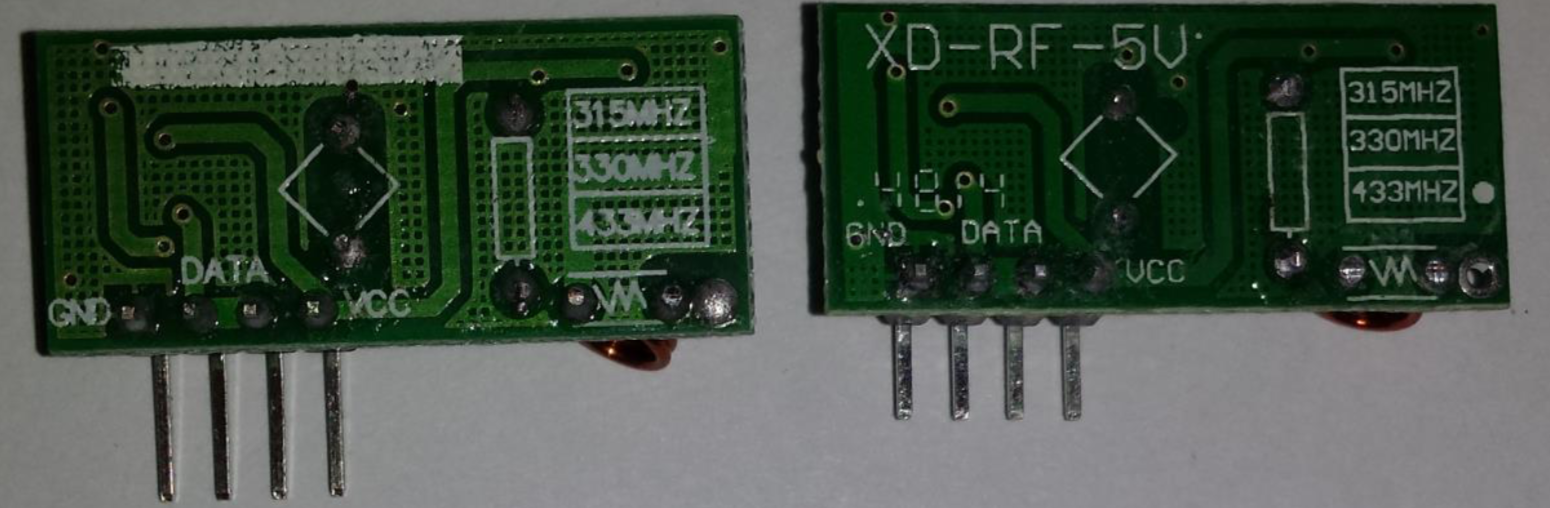 315MHZ
330MHZ
433MHZ
DATA
GND
VCC
XD-RF-5V
315MHZ
330MHZ
433MHZ
GND
DATA
VCC